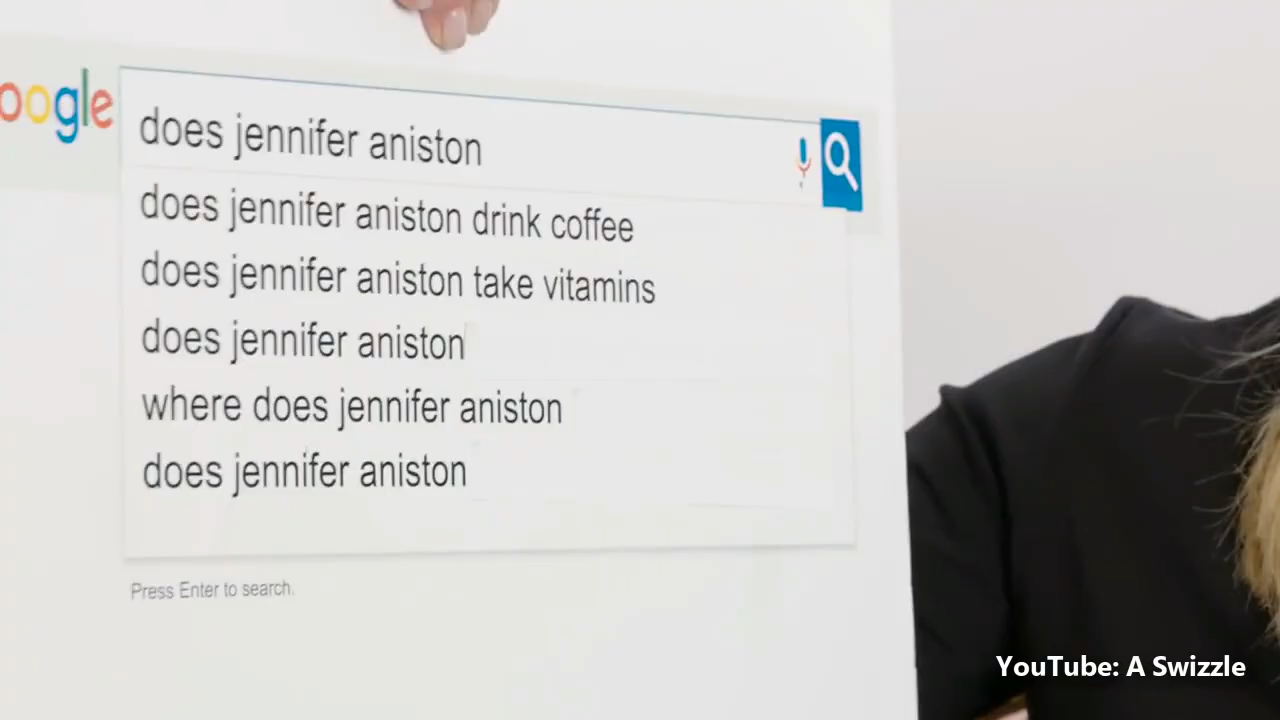 oogle
does jennifer aniston
does jennifer aniston drink coffee
does jennifer aniston take vitamins
does jennifer aniston
where does jennifer aniston
does jennifer aniston
Press Enter to search.
YouTube: A Swizzle